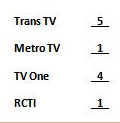 Trans TV 5
Metro TV 1
TV One 4
RCTI 1